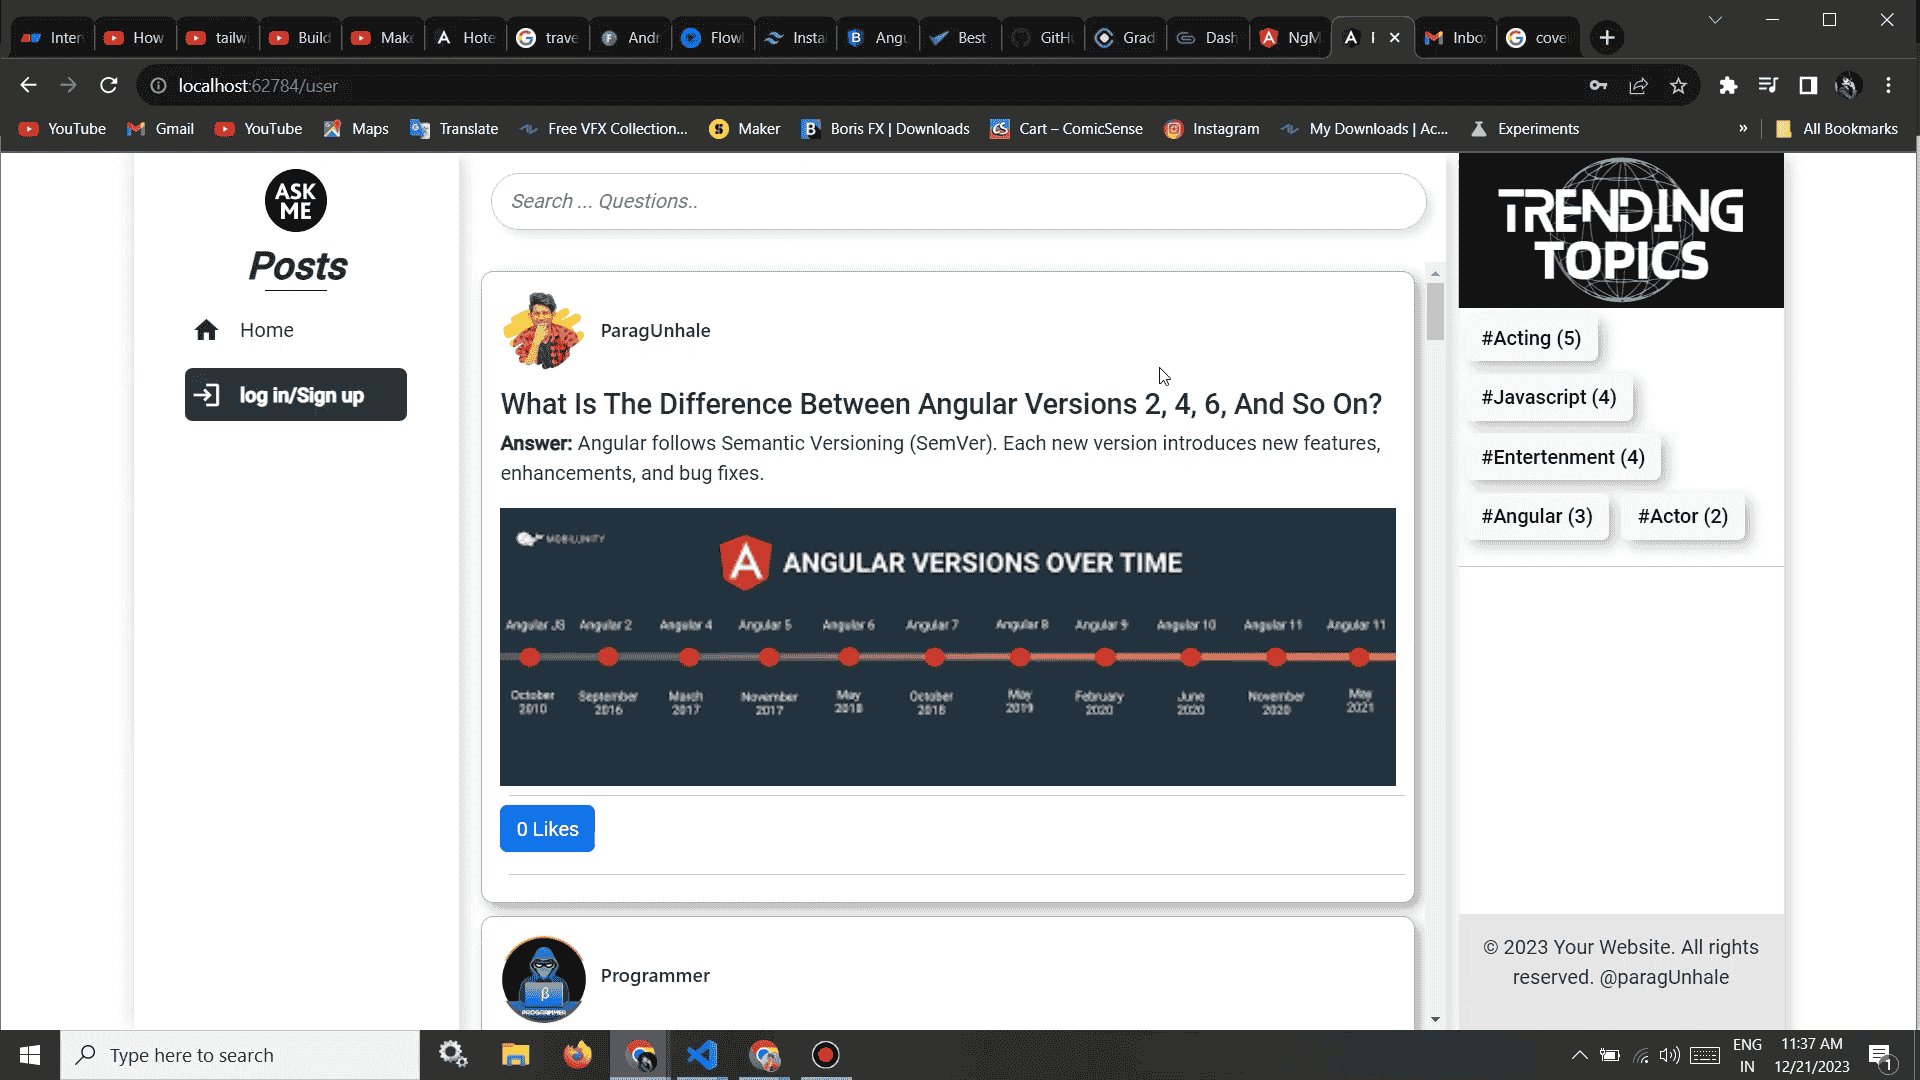 Inter
How
tailwi
Build
Make
Hote
trave
Andr
Flowl
Instal
Angu
Best
GitHu
Grad
Dash
NgM
Inbo
cove
localhost:62784/user
YouTube
Gmail
YouTube
Maps
Translate
Free VFX Collection...
Maker
Boris FX | Downloads
Cart – ComicSense
Instagram
My Downloads | Ac...
Experiments
»
All Bookmarks
ASK
ME
Posts
Home
log in/Sign up
Search ... Questions..
ParagUnhale
What Is The Difference Between Angular Versions 2, 4, 6, And So On?
Answer: Angular follows Semantic Versioning (SemVer). Each new version introduces new features,
enhancements, and bug fixes.
MOBILUNITY
ANGULAR VERSIONS OVER TIME
Angular JS Angular 2 Angular 4 Angular 5 Angular 6 Angular 7 Angular 8 Angular 9 Angular 10 Angular 11 Angular 11
October September March November May October May February June November May
2010 2016 2017 2017 2018 2018 2019 2020 2020 2020 2021
0 Likes
Programmer
β
PROGRAMMER
TRENDING
TOPICS
#Acting (5)
#Javascript (4)
#Entertenment (4)
#Angular (3)
#Actor (2)
© 2023 Your Website. All rights
reserved. @paragUnhale
Type here to search
ENG
IN
11:37 AM
12/21/2023
1